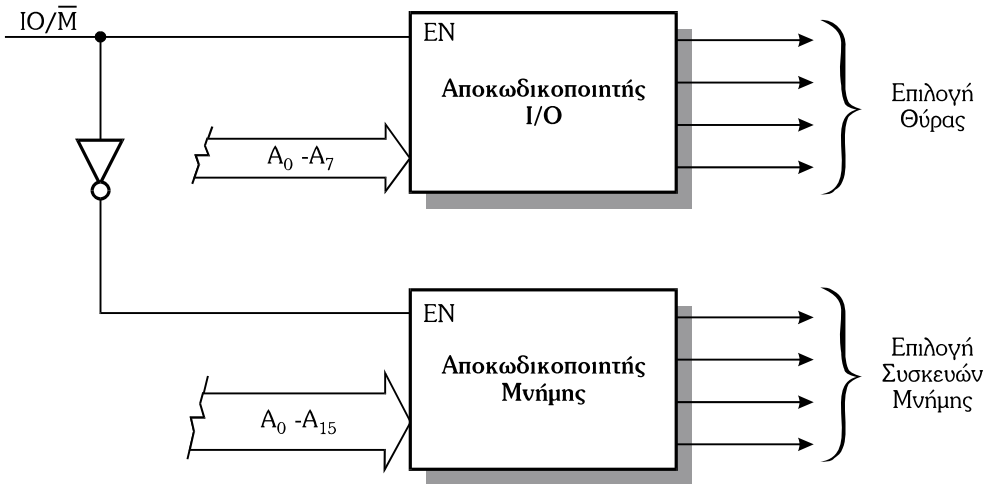 IO/M̅
EN
Αποκωδικοποιητής
I/O
A₀ -A₇
Επιλογή
Θύρας
EN
Αποκωδικοποιητής
Μνήμης
A₀ -A₁₅
Επιλογή
Συσκευών
Μνήμης